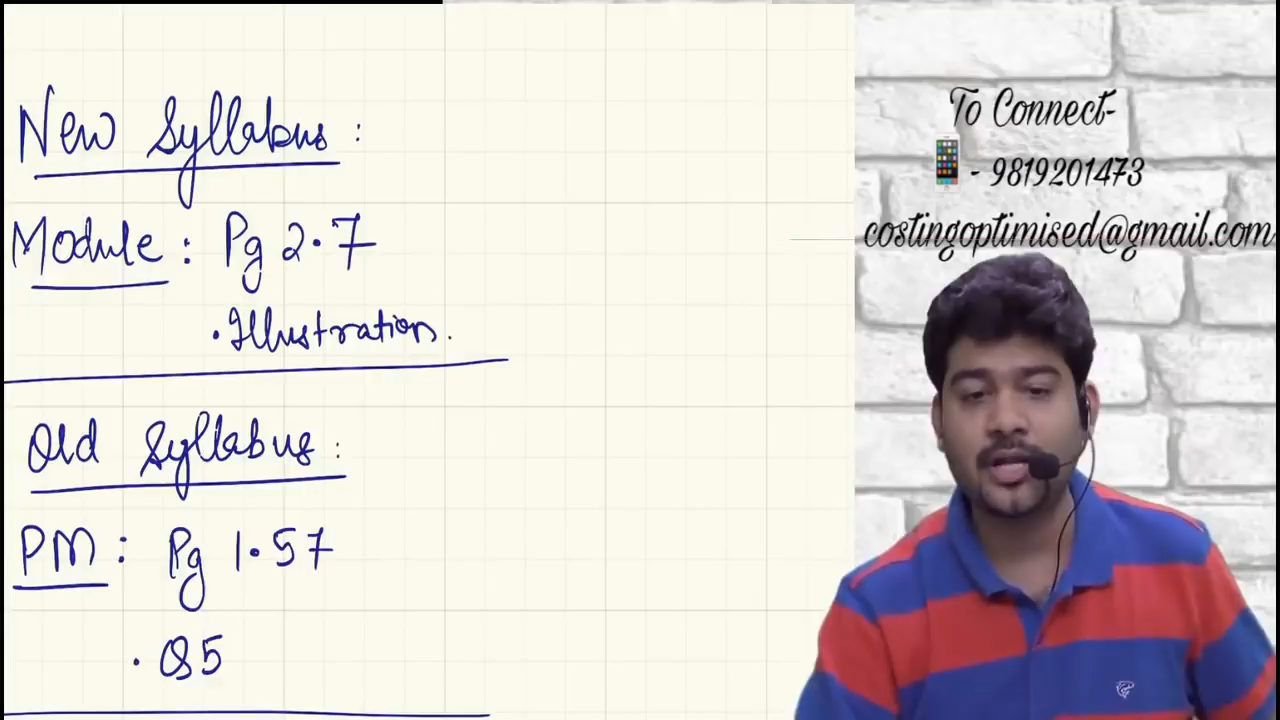 New Syllabus :
Module : Pg 2.7
• Illustration.
Old Syllabus :
PM : Pg 1.57
• Q5
To Connect-
📱- 9819201473
costingoptimised@gmail.com